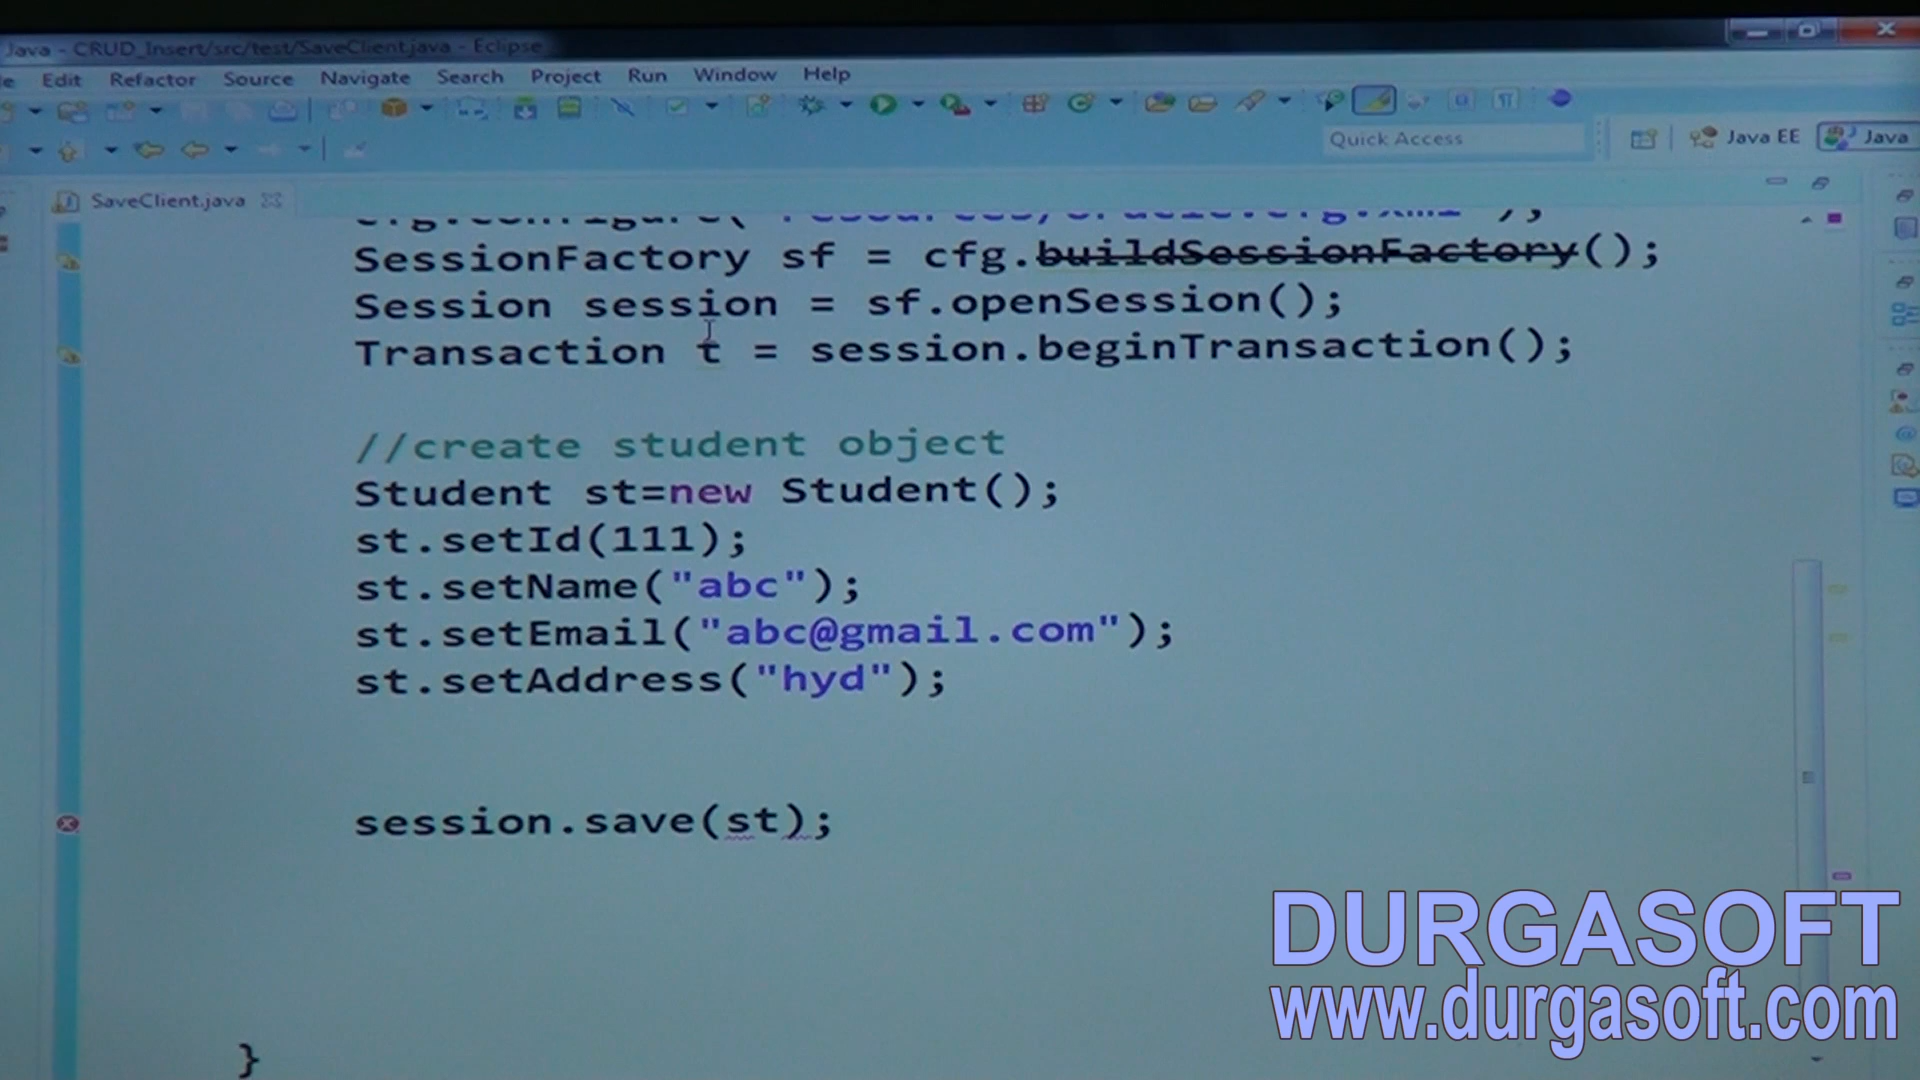 Java - CRUD_Insert/src/test/SaveClient.java - Eclipse
Edit Refactor Source Navigate Search Project Run Window Help
Quick Access
Java EE
Java
SaveClient.java
SessionFactory sf = cfg.buildSessionFactory();
Session session = sf.openSession();
Transaction t = session.beginTransaction();
//create student object
Student st=new Student();
st.setId(111);
st.setName("abc");
st.setEmail("abc@gmail.com");
st.setAddress("hyd");
session.save(st);
}
DURGASOFT
www.durgasoft.com